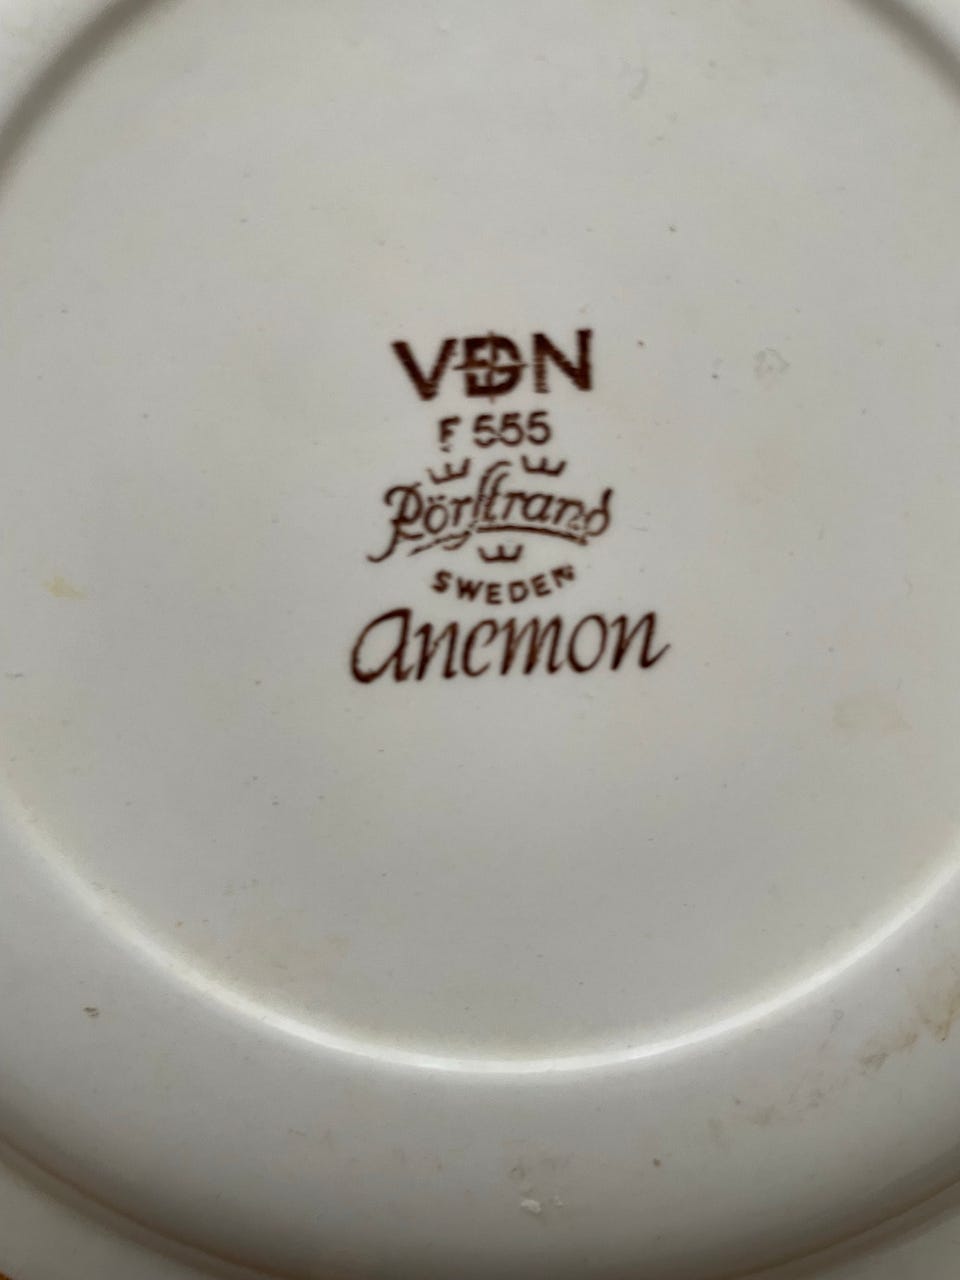 VDN
F 555
Rörstrand
SWEDEN
Anemon